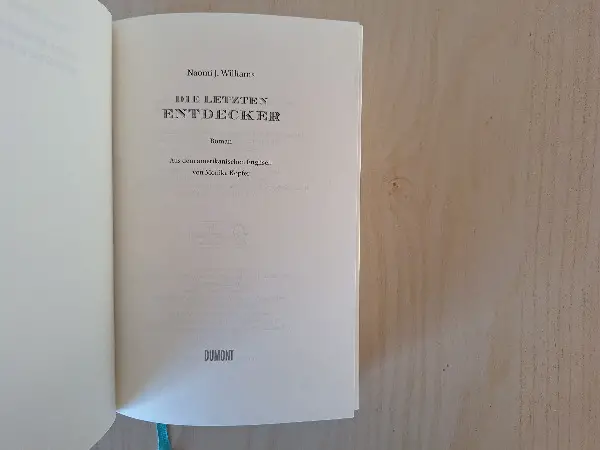 Naomi J. Williams
DIE LETZTEN
ENTDECKER
Roman
Aus dem amerikanischen Englisch
von Monika Köpfer
DUMONT